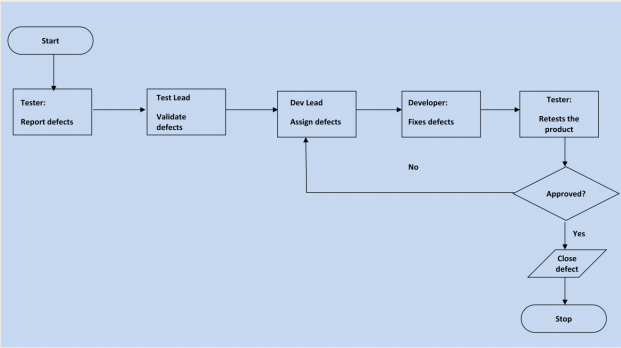 Start
Tester:
Report defects
Test Lead
Validate
defects
Dev Lead
Assign defects
Developer:
Fixes defects
Tester:
Retests the
product
No
Approved?
Yes
Close
defect
Stop